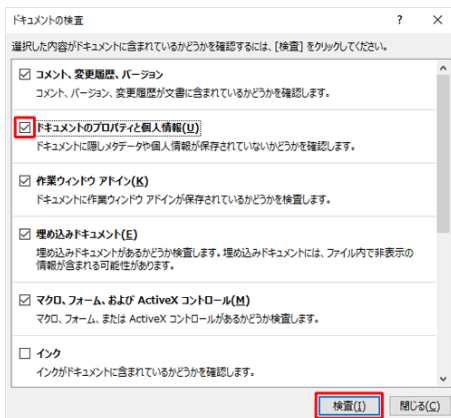 ドキュメントの検査
選択した内容がドキュメントに含まれているかどうかを確認するには、[検査] をクリックしてください。
コメント、変更履歴、バージョン
コメント、バージョン、変更履歴が文書に含まれているかどうかを確認します。
ドキュメントのプロパティと個人情報(U)
ドキュメントに隠しメタデータや個人情報が保存されていないかどうかを確認します。
作業ウィンドウ アドイン(K)
ドキュメントに作業ウィンドウ アドインが保存されているかどうかを検査します。
埋め込みドキュメント(E)
埋め込みドキュメントがあるかどうか検査します。埋め込みドキュメントには、ファイル内で非表示の
情報が含まれる可能性があります。
マクロ、フォーム、および ActiveX コントロール(M)
マクロ、フォーム、または ActiveX コントロールがあるかどうか検査します。
インク
インクがドキュメントに含まれているかどうかを確認します。
検査(I) 閉じる(C)